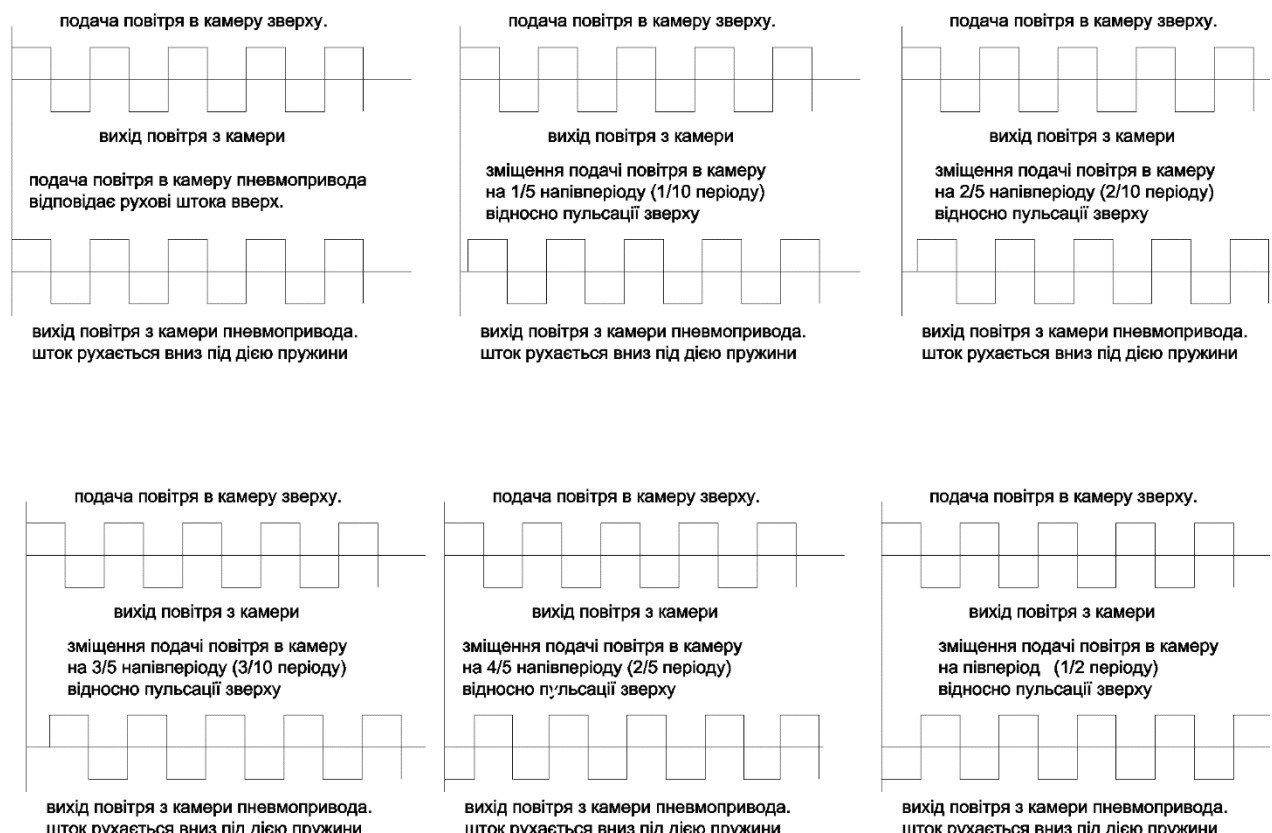 подача повітря в камеру зверху.
вихід повітря з камери
подача повітря в камеру пневмопривода
відповідає рухові штока вверх.
вихід повітря з камери пневмопривода.
шток рухається вниз під дією пружини
подача повітря в камеру зверху.
вихід повітря з камери
зміщення подачі повітря в камеру
на 1/5 напівперіоду (1/10 періоду)
відносно пульсації зверху
вихід повітря з камери пневмопривода.
шток рухається вниз під дією пружини
подача повітря в камеру зверху.
вихід повітря з камери
зміщення подачі повітря в камеру
на 2/5 напівперіоду (2/10 періоду)
відносно пульсації зверху
вихід повітря з камери пневмопривода.
шток рухається вниз під дією пружини
подача повітря в камеру зверху.
вихід повітря з камери
зміщення подачі повітря в камеру
на 3/5 напівперіоду (3/10 періоду)
відносно пульсації зверху
вихід повітря з камери пневмопривода.
шток рухається вниз під дією пружини
подача повітря в камеру зверху.
вихід повітря з камери
зміщення подачі повітря в камеру
на 4/5 напівперіоду (2/5 періоду)
відносно пульсації зверху
вихід повітря з камери пневмопривода.
шток рухається вниз під дією пружини
подача повітря в камеру зверху.
вихід повітря з камери
зміщення подачі повітря в камеру
на півперіод (1/2 періоду)
відносно пульсації зверху
вихід повітря з камери пневмопривода.
шток рухається вниз під дією пружини